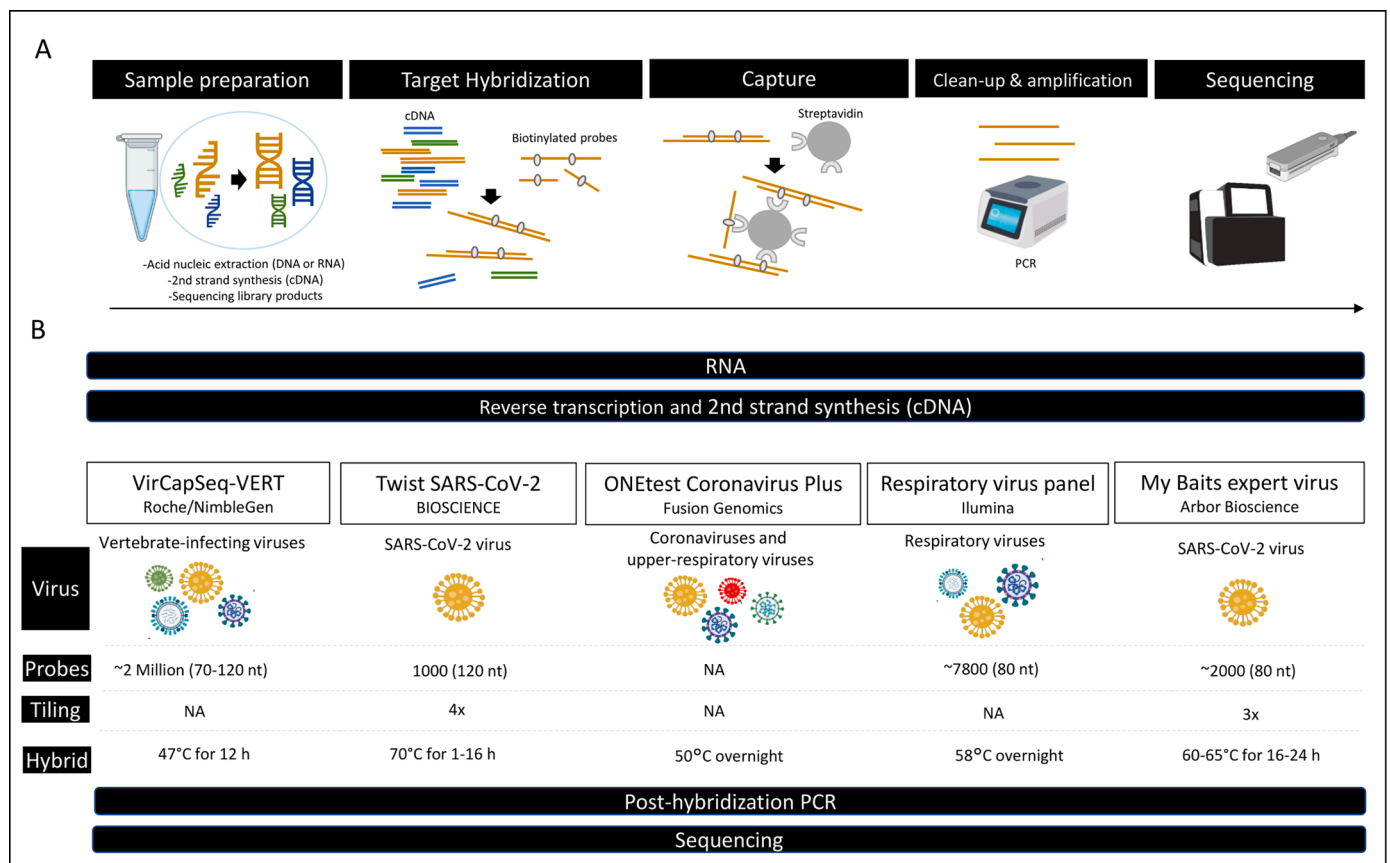 A
Sample preparation
Target Hybridization
Capture
Clean-up & amplification
Sequencing
cDNA
Biotinylated probes
Streptavidin
PCR
-Acid nucleic extraction (DNA or RNA)
-2nd strand synthesis (cDNA)
-Sequencing library products
B
RNA
Reverse transcription and 2nd strand synthesis (cDNA)
VirCapSeq-VERT
Roche/NimbleGen
Twist SARS-CoV-2
BIOSCIENCE
ONEtest Coronavirus Plus
Fusion Genomics
Respiratory virus panel
Ilumina
My Baits expert virus
Arbor Bioscience
Virus
Vertebrate-infecting viruses
SARS-CoV-2 virus
Coronaviruses and
upper-respiratory viruses
Respiratory viruses
SARS-CoV-2 virus
Probes
~2 Million (70-120 nt)
1000 (120 nt)
NA
~7800 (80 nt)
~2000 (80 nt)
Tiling
NA
4x
NA
NA
3x
Hybrid
47°C for 12 h
70°C for 1-16 h
50°C overnight
58°C overnight
60-65°C for 16-24 h
Post-hybridization PCR
Sequencing